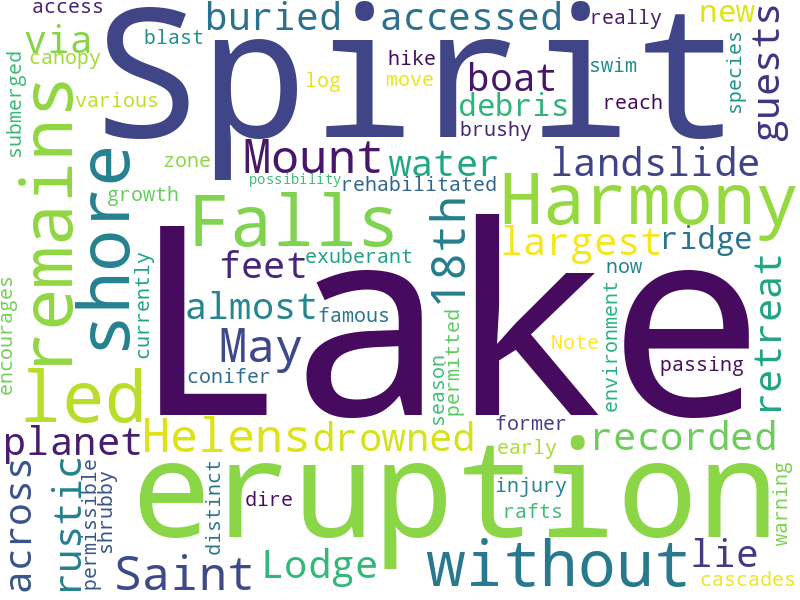 access
Spirit
buried
accessed
really
new
via
blast
hike
guests
canopy
boat
swim
species
submerged
log
move
various
debris
reach
remains
brushy
shore
Mount
water
landslide
zone
possibility
rehabilitated
growth
Harmony
Falls
18th
largest
ridge
exuberant
feet
Lake
now
retreat
currently
almost
encourages
famous
season
permitted
environment
May
Note
passing
conifer
led
former
planet
Helens
drowned
recorded
early
eruption
across
rustic
permissible
shrubby
distinct
dire
injury
rafts
warning
without
lie
Saint
Lodge
cascades